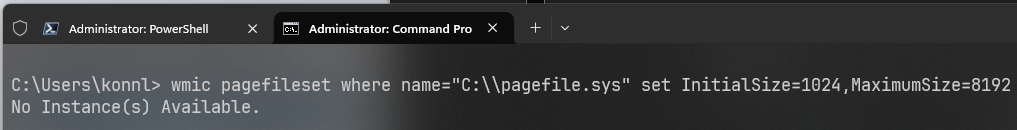 Administrator: PowerShell
Administrator: Command Pro
C:\Users\konnl> wmic pagefileset where name="C:\\pagefile.sys" set InitialSize=1024,MaximumSize=8192
No Instance(s) Available.